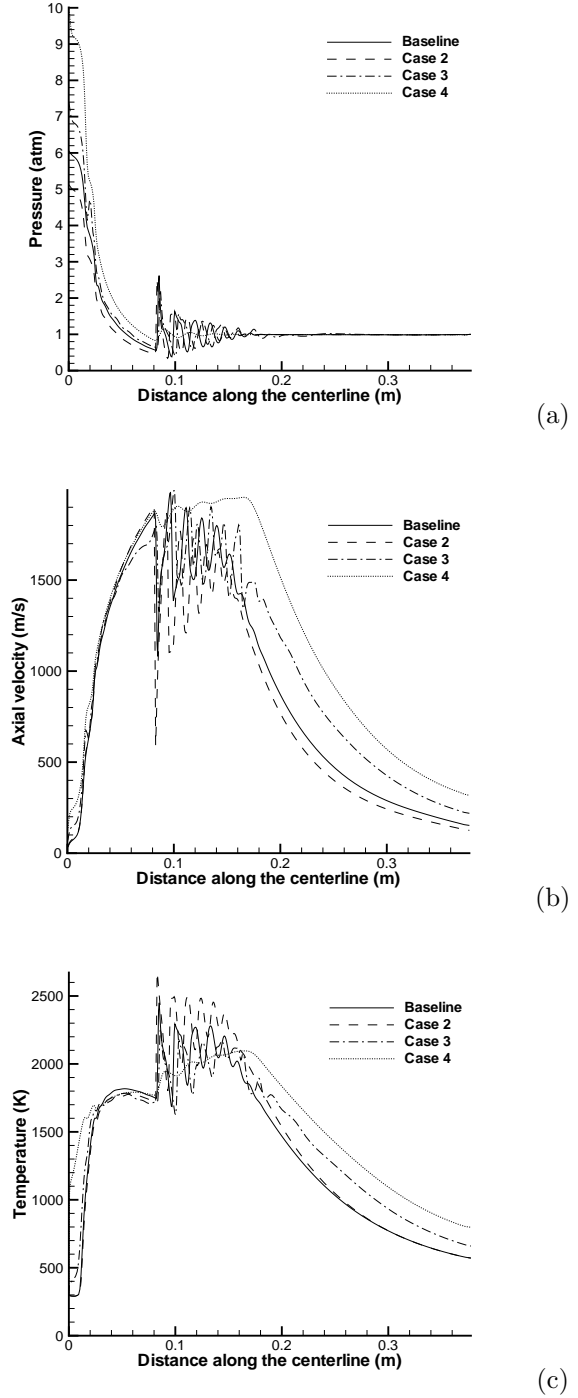 10
9
8
7
6
5
4
3
2
1
0
Pressure (atm)
Baseline
Case 2
Case 3
Case 4
0
0.1
0.2
0.3
Distance along the centerline (m)
(a)
1500
1000
500
0
Axial velocity (m/s)
Baseline
Case 2
Case 3
Case 4
0
0.1
0.2
0.3
Distance along the centerline (m)
(b)
2500
2000
1500
1000
500
0
Temperature (K)
Baseline
Case 2
Case 3
Case 4
0
0.1
0.2
0.3
Distance along the centerline (m)
(c)